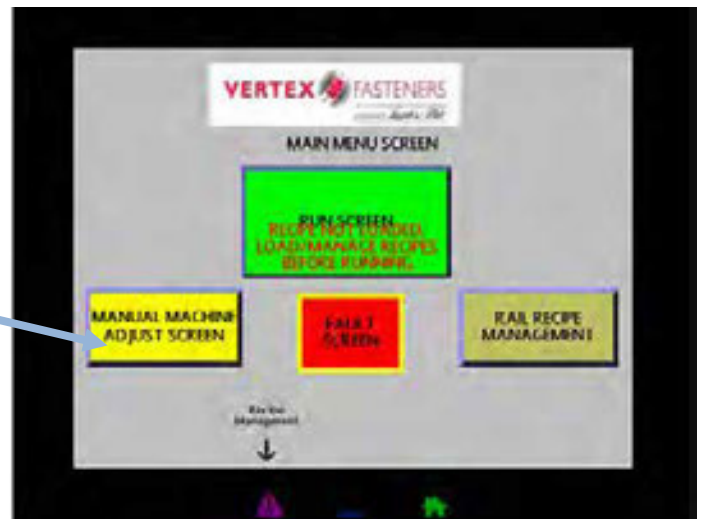 VERTEX FASTENERS
MAIN MENU SCREEN
RUN SCREEN
RECIPE NOT LOADED,
LOAD/MANAGE RECIPES
BEFORE RUNNING.
MANUAL MACHINE
ADJUST SCREEN
FAULT
SCREEN
RAIL RECIPE
MANAGEMENT
Management